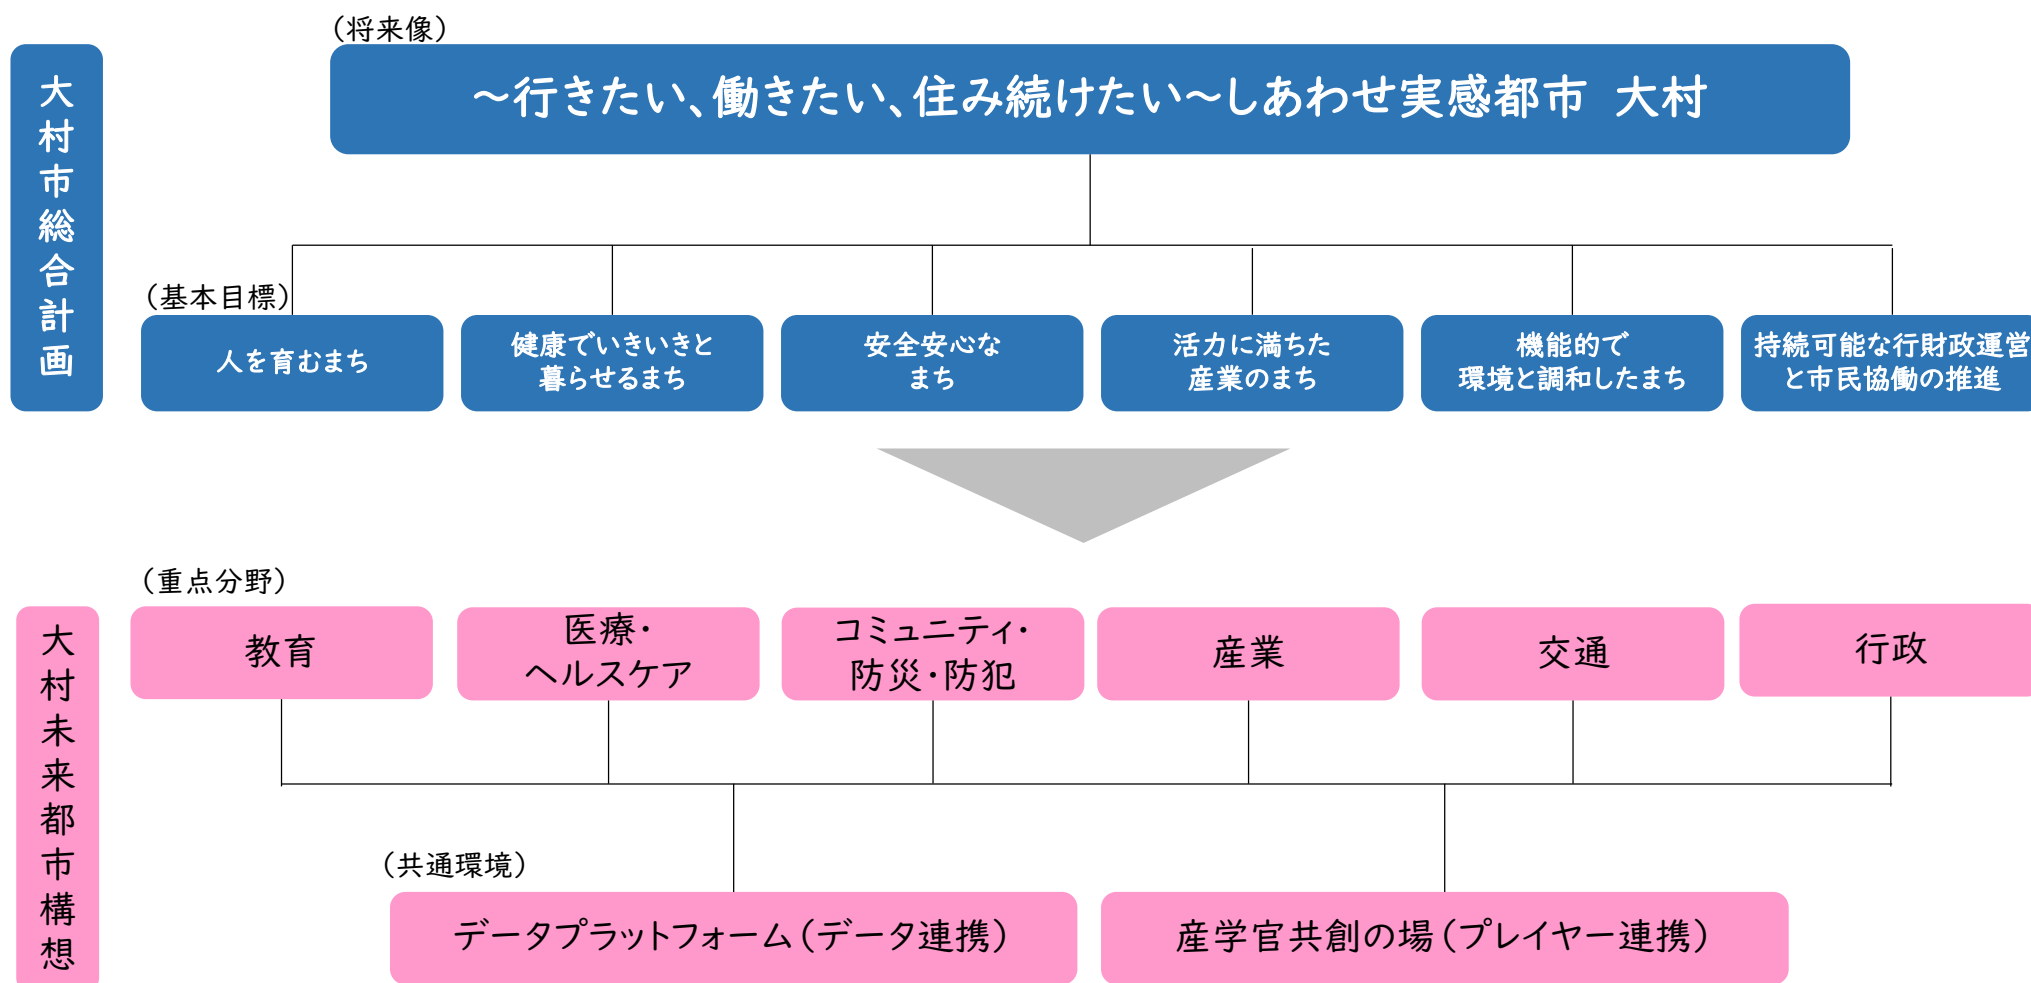 （将来像）
大村市総合計画
～行きたい、働きたい、住み続けたい～しあわせ実感都市　大村
（基本目標）
人を育むまち
健康でいきいきと
暮らせるまち
安全安心な
まち
活力に満ちた
産業のまち
機能的で
環境と調和したまち
持続可能な行財政運営
と市民協働の推進
（重点分野）
大村未来都市構想
教育
医療・
ヘルスケア
コミュニティ・
防災・防犯
産業
交通
行政
（共通環境）
データプラットフォーム（データ連携）
産学官共創の場（プレイヤー連携）